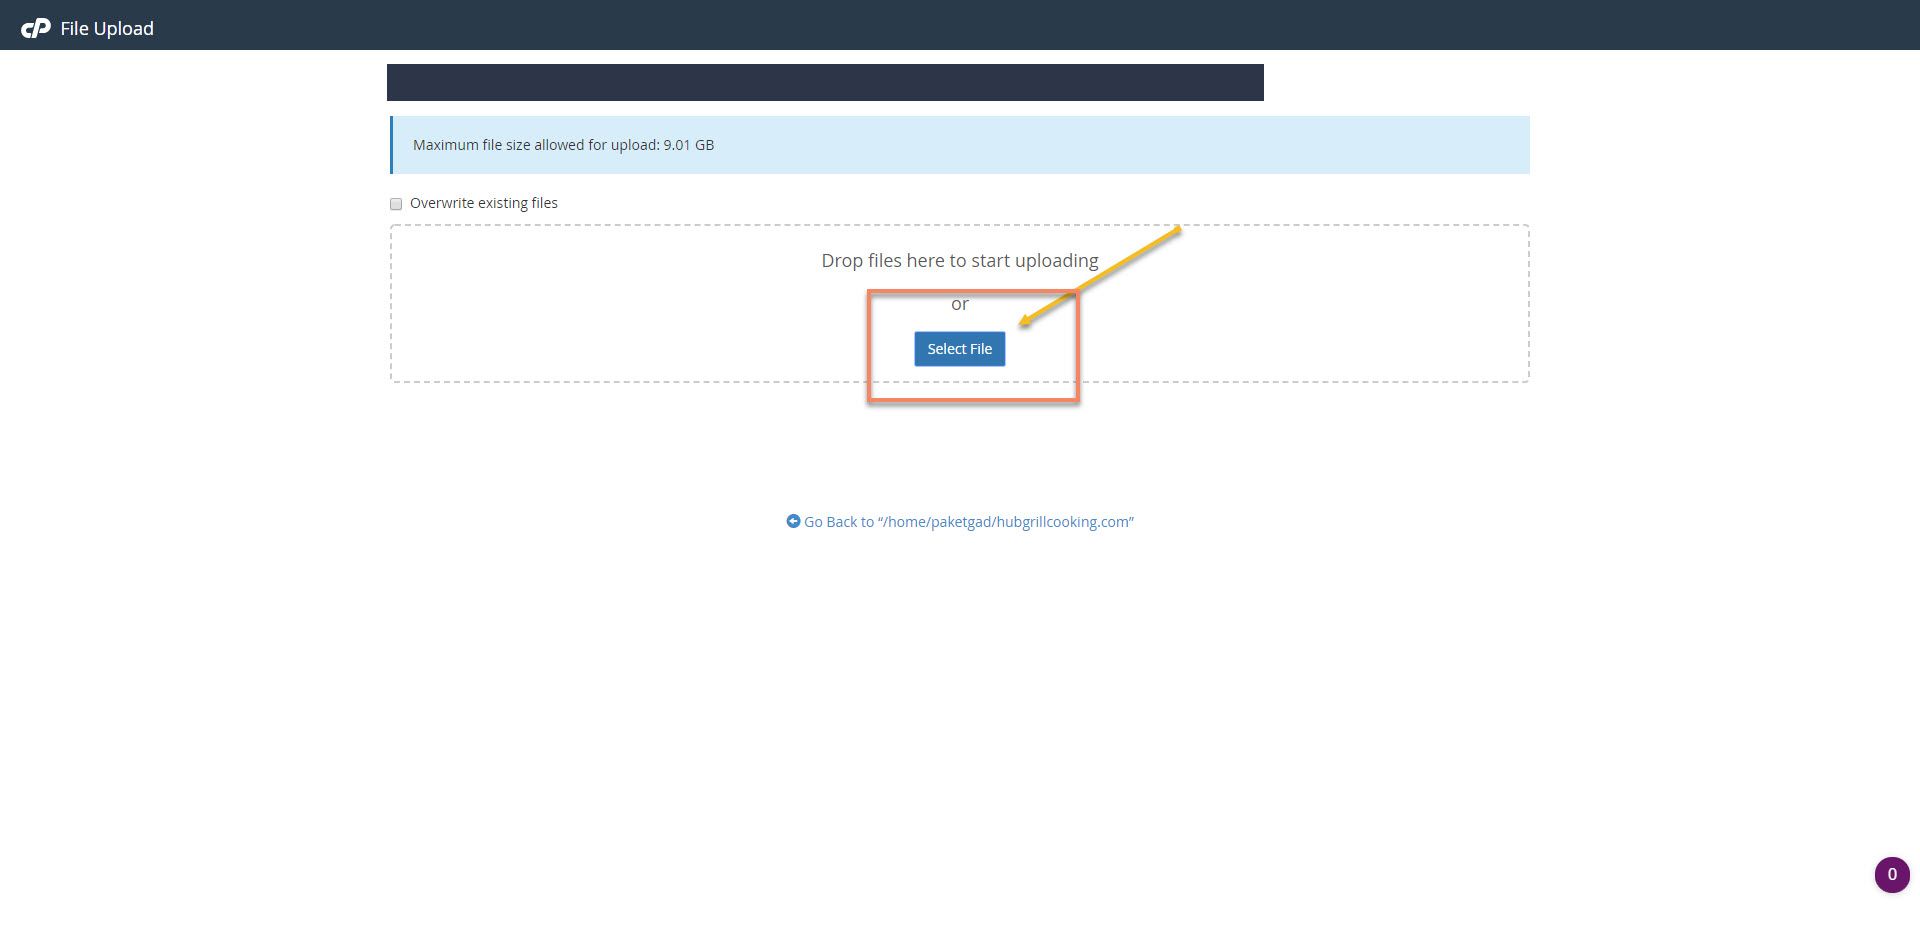 cP File Upload
Maximum file size allowed for upload: 9.01 GB
Overwrite existing files
Drop files here to start uploading
or
Select File
Go Back to “/home/paketgad/hubgrillcooking.com”
0